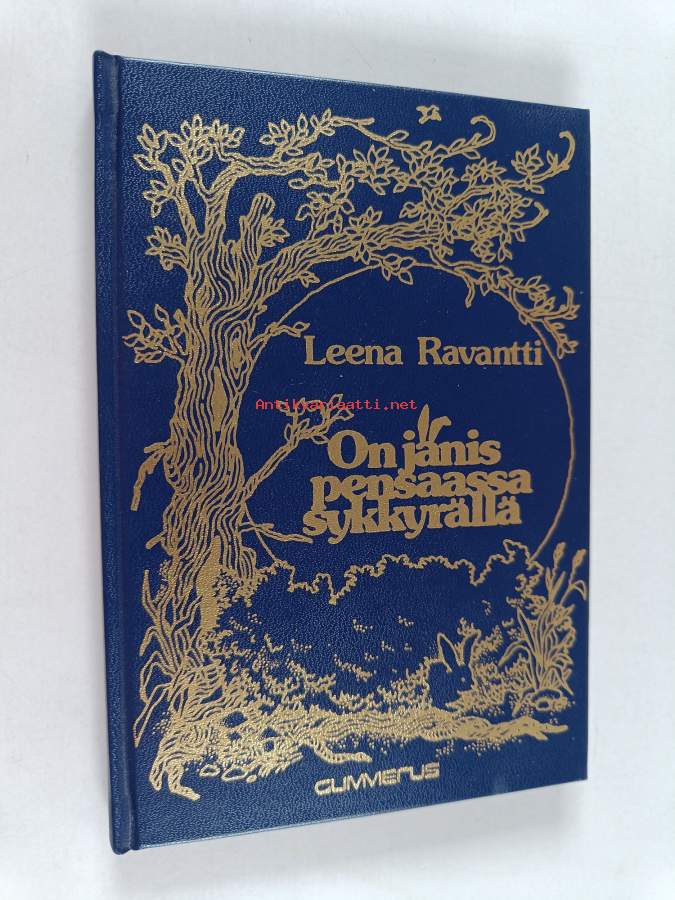 Leena Ravantti
Antikvariaatti.net
On jänis
pensaassa
sykkyrällä
GUMMERUS